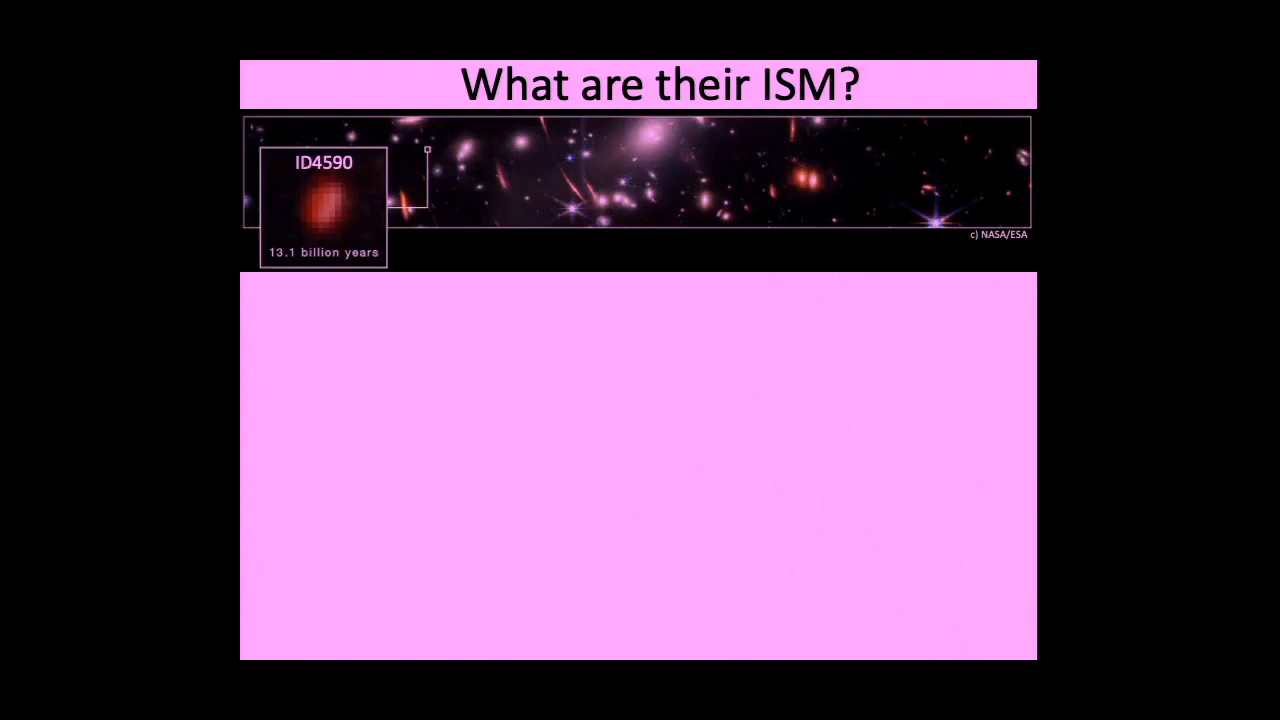 What are their ISM?
ID4590
13.1 billion years
c) NASA/ESA